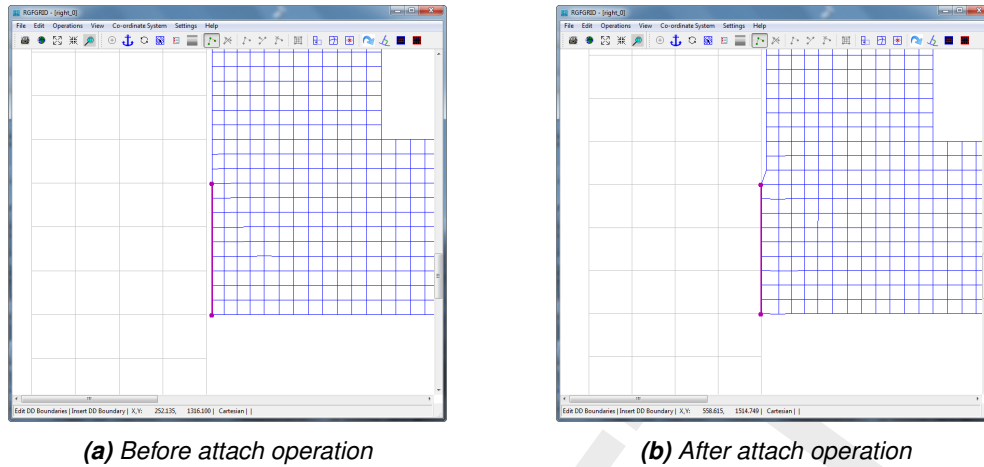 RGFGRID - [right_0]
File Edit Operations View Co-ordinate System Settings Help
Edit DD Boundaries | Insert DD Boundary | X,Y: 252.135, 1316.100 | Cartesian | |
(a) Before attach operation
RGFGRID - [right_0]
File Edit Operations View Co-ordinate System Settings Help
Edit DD Boundaries | Insert DD Boundary | X,Y: 558.615, 1514.749 | Cartesian | |
(b) After attach operation